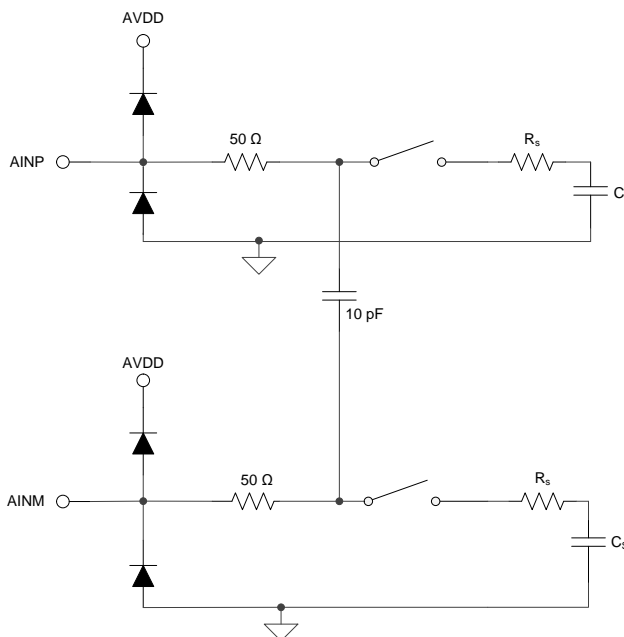 AVDD
50 Ω
Rₛ
AINP
C
10 pF
AVDD
50 Ω
Rₛ
AINM
Cₛ